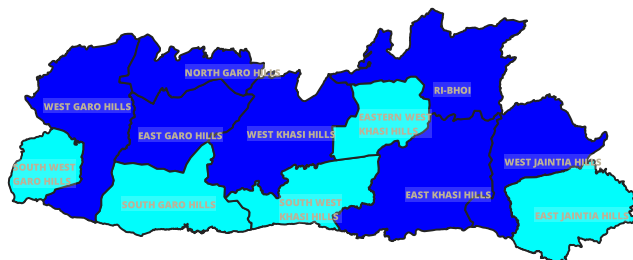 NORTH GARO HILLS
RI-BHOI
WEST GARO HILLS
EASTERN WEST
KHASI HILLS
EAST GARO HILLS
WEST KHASI HILLS
WEST JAINTIA HILLS
SOUTH WEST
GARO HILLS
EAST KHASI HILLS
SOUTH GARO HILLS
SOUTH WEST
KHASI HILLS
EAST JAINTIA HILLS